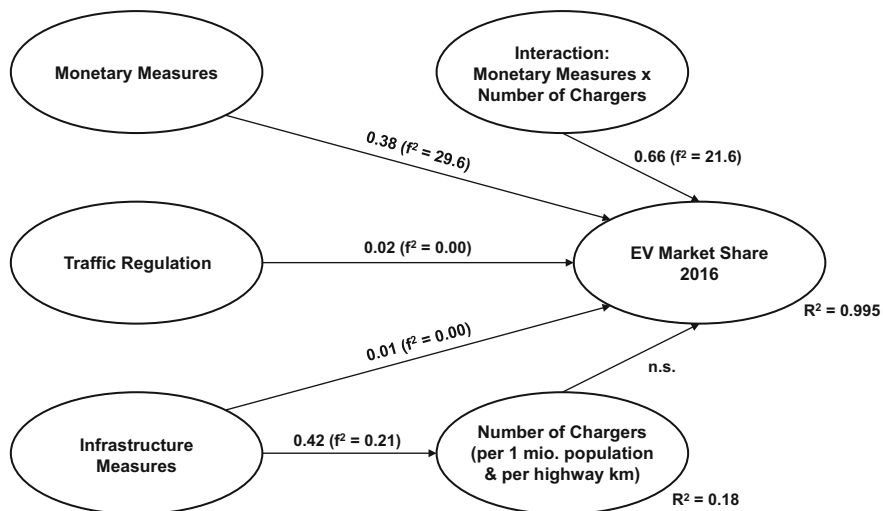 Monetary Measures
Interaction:
Monetary Measures x
Number of Chargers
0.38 (f² = 29.6)
0.66 (f² = 21.6)
Traffic Regulation
0.02 (f² = 0.00)
EV Market Share
2016
R² = 0.995
0.01 (f² = 0.00)
n.s.
Infrastructure
Measures
0.42 (f² = 0.21)
Number of Chargers
(per 1 mio. population
& per highway km)
R² = 0.18